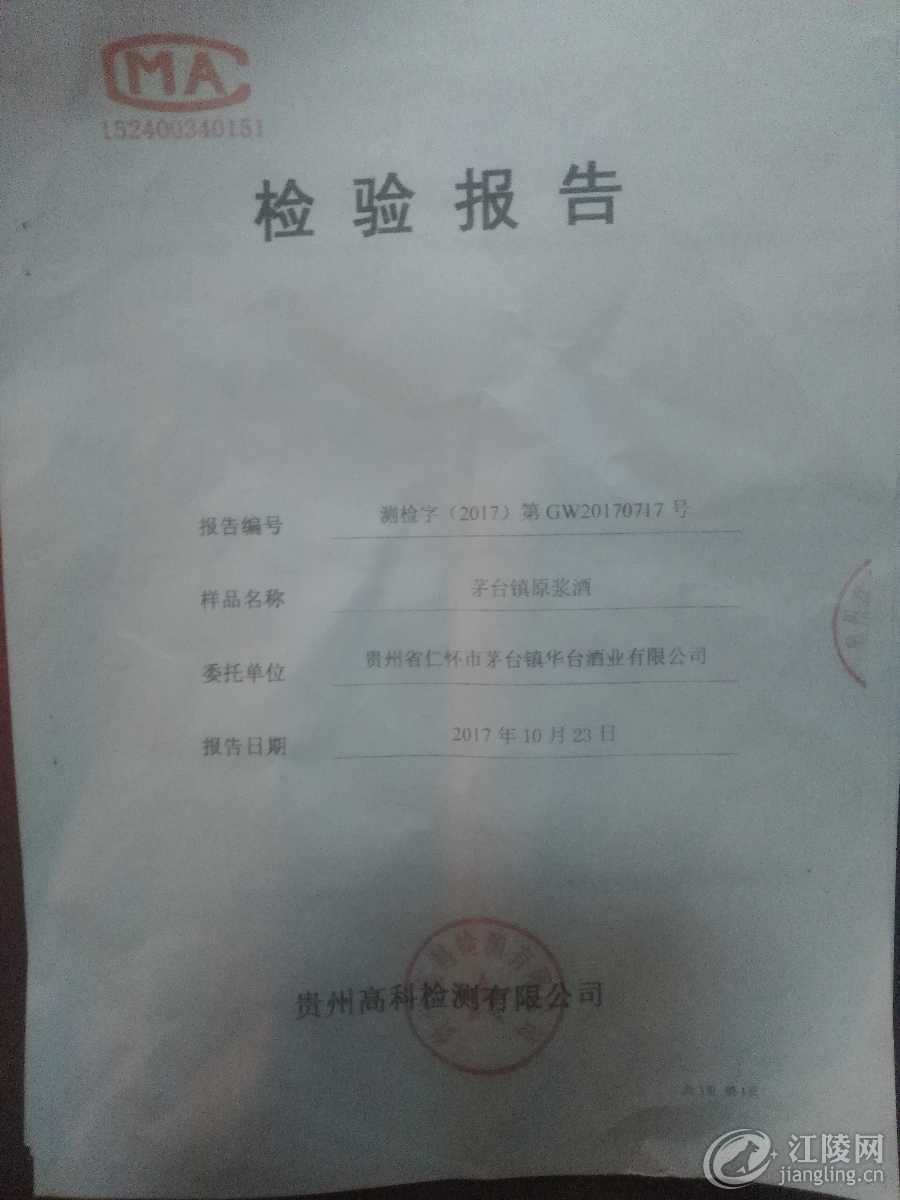 CMA
152400340151
检验报告
报告编号 测检字（2017）第GW20170717号
样品名称 茅台镇原浆酒
委托单位 贵州省仁怀市茅台镇华台酒业有限公司
报告日期 2017年10月23日
贵州高科检测有限公司
江陵网
jiangling.cn